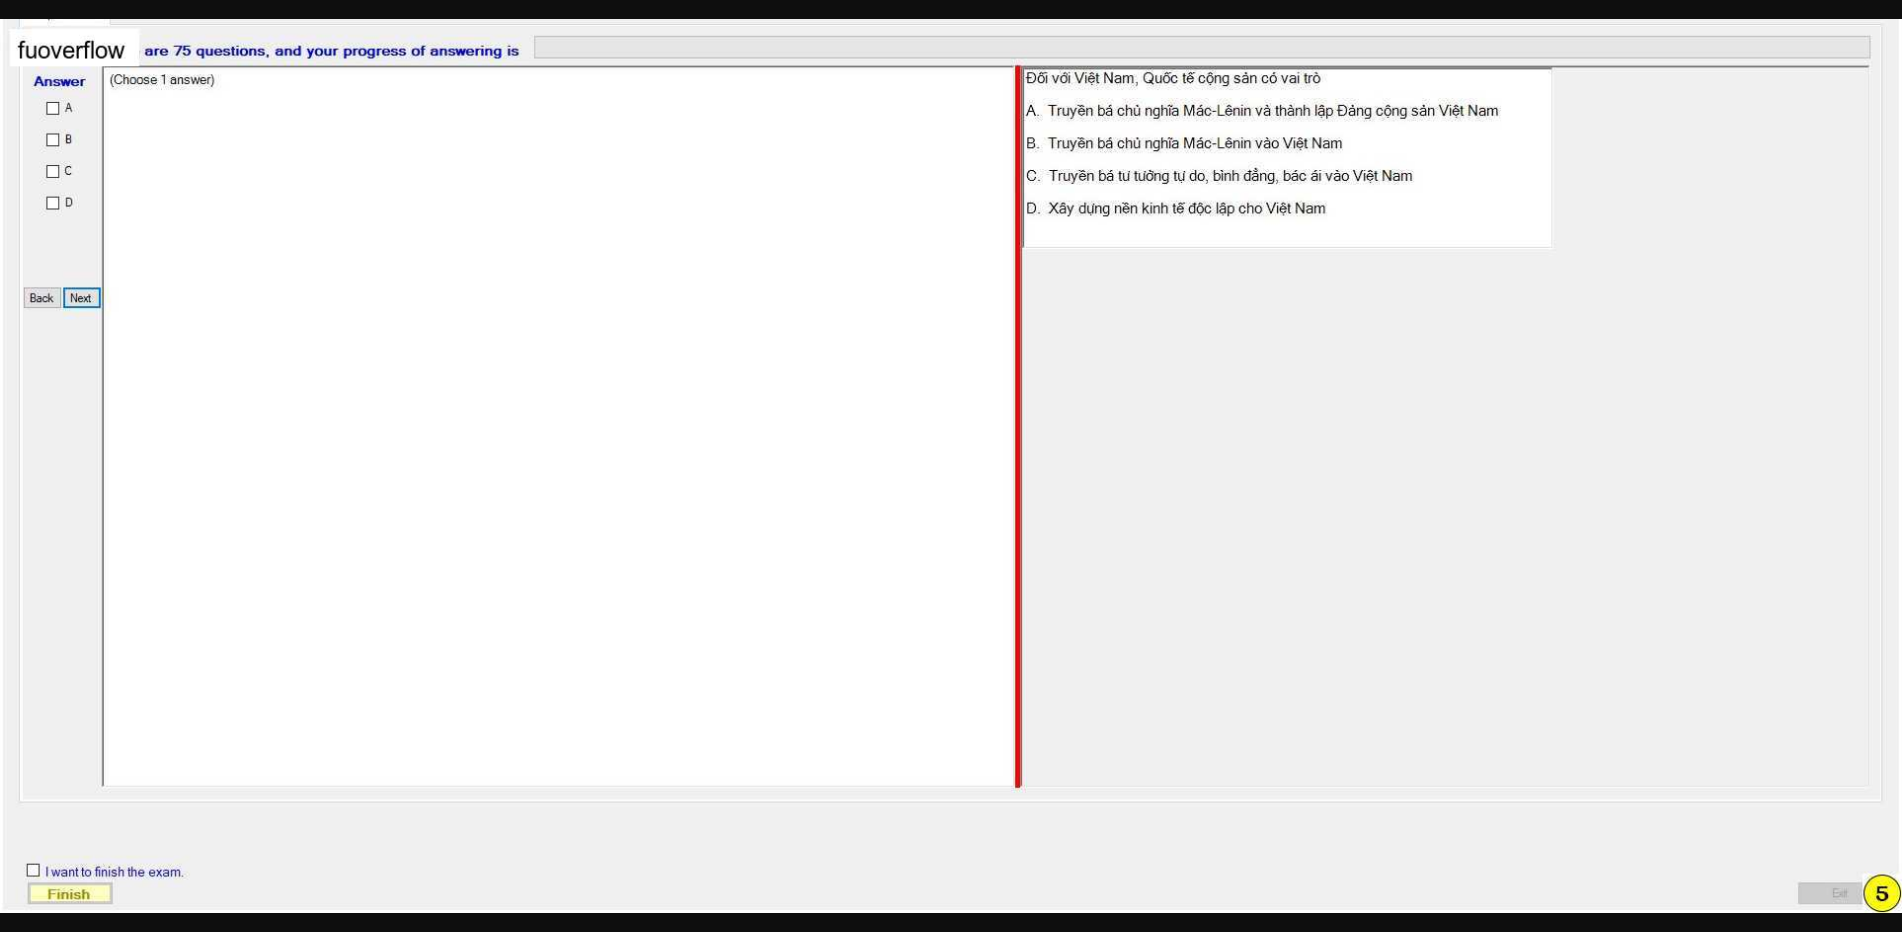 fuoverflow are 75 questions, and your progress of answering is
Answer
A
B
C
D
Back Next
(Choose 1 answer)
Đối với Việt Nam, Quốc tế cộng sản có vai trò
A. Truyền bá chủ nghĩa Mác-Lênin và thành lập Đảng cộng sản Việt Nam
B. Truyền bá chủ nghĩa Mác-Lênin vào Việt Nam
C. Truyền bá tư tưởng tự do, bình đẳng, bác ái vào Việt Nam
D. Xây dựng nền kinh tế độc lập cho Việt Nam
I want to finish the exam.
Finish
Exit
5